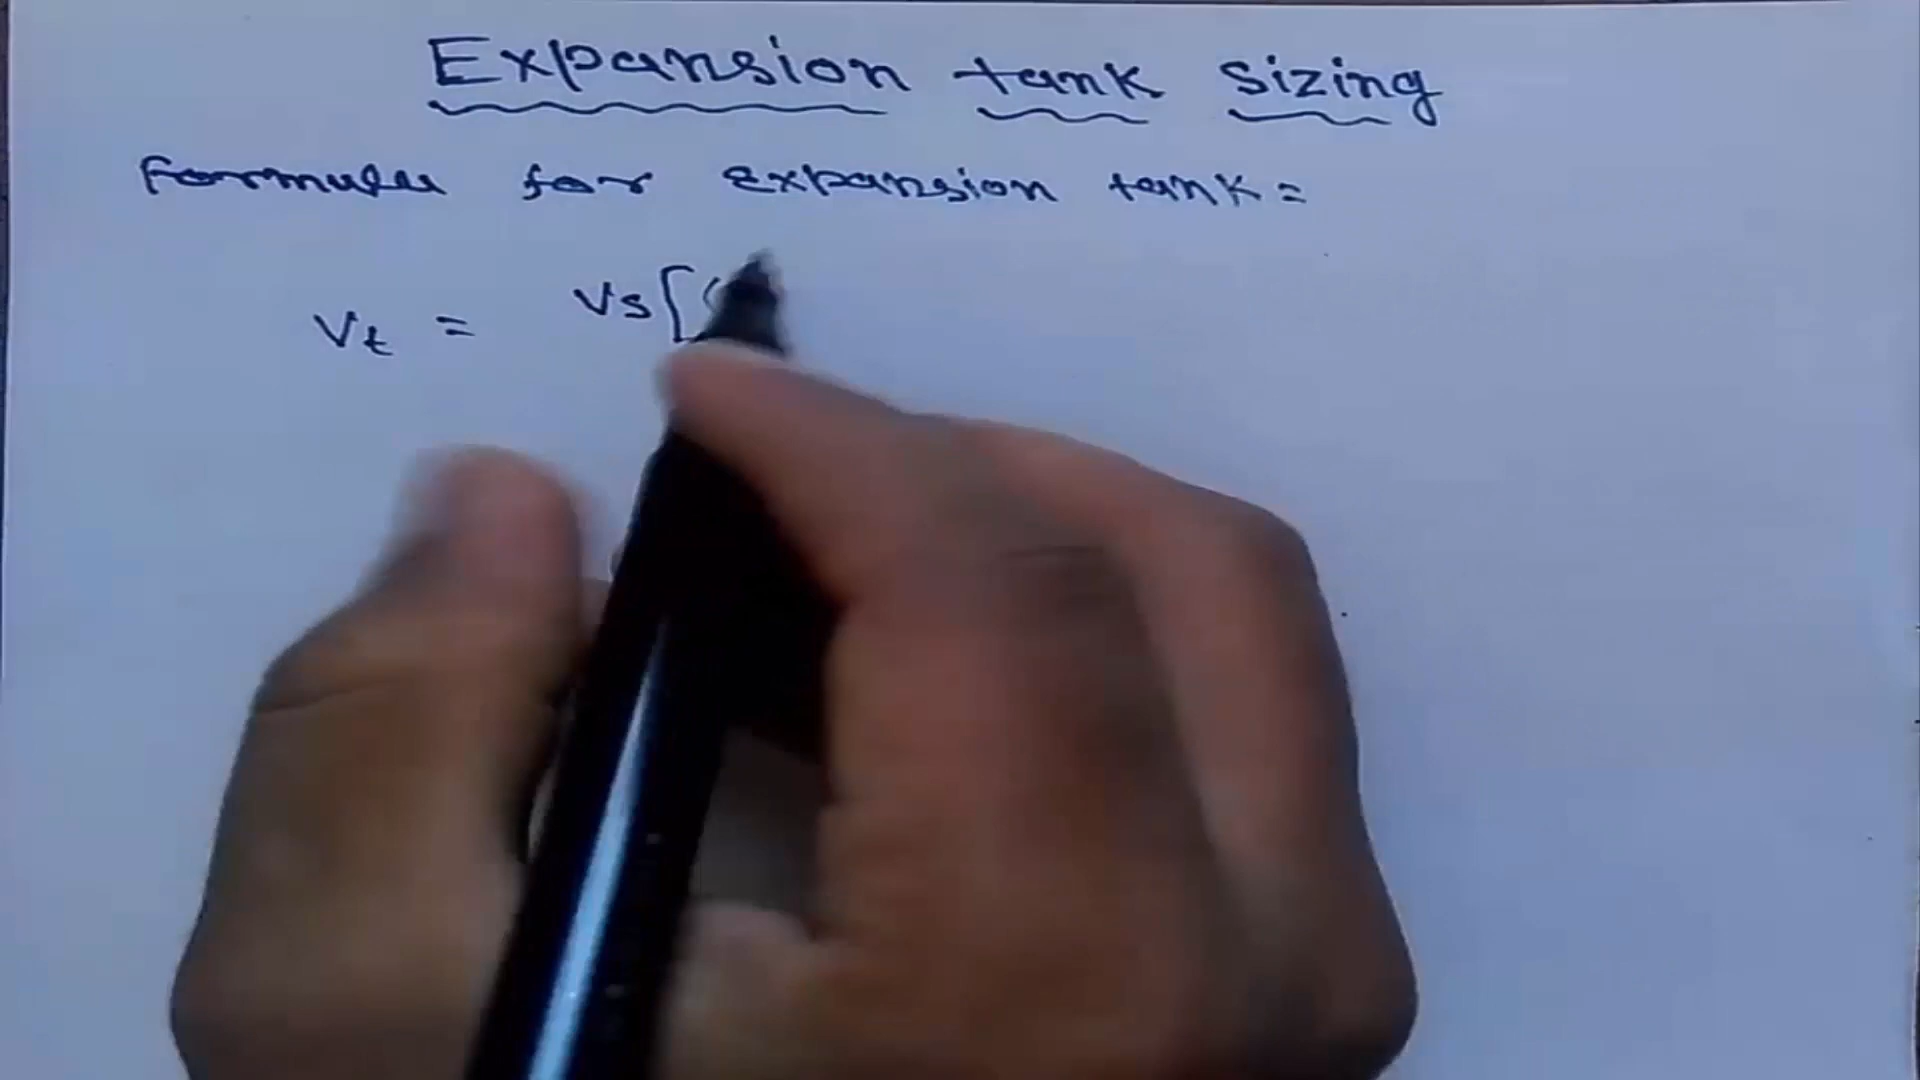 Expansion tank Sizing
Formula for Expansion tank =
Vt = Vs [(